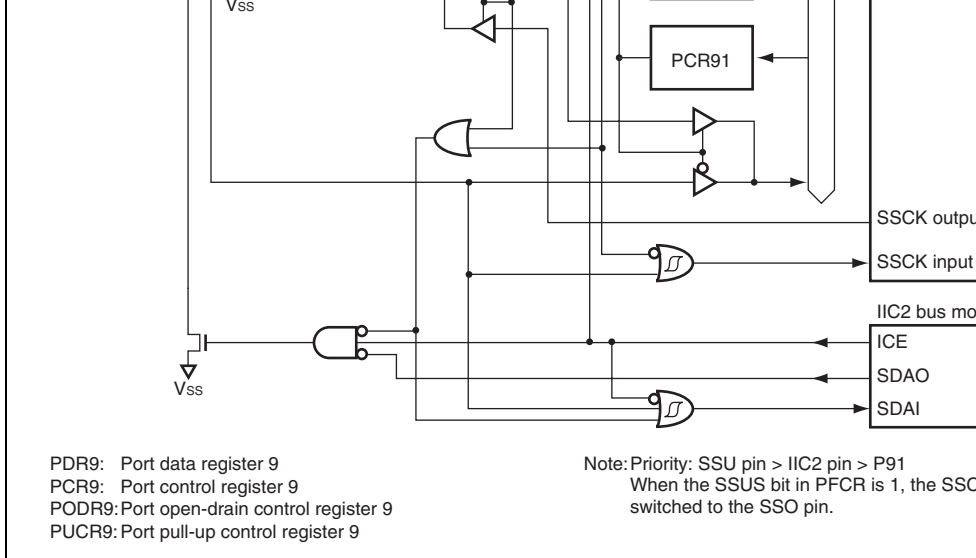 Vss
PCR91
SSCK outpu
SSCK input
IIC2 bus mo
ICE
SDAO
SDAI
Vss
PDR9: Port data register 9
PCR9: Port control register 9
PODR9: Port open-drain control register 9
PUCR9: Port pull-up control register 9
Note: Priority: SSU pin > IIC2 pin > P91
When the SSUS bit in PFCR is 1, the SSC
switched to the SSO pin.